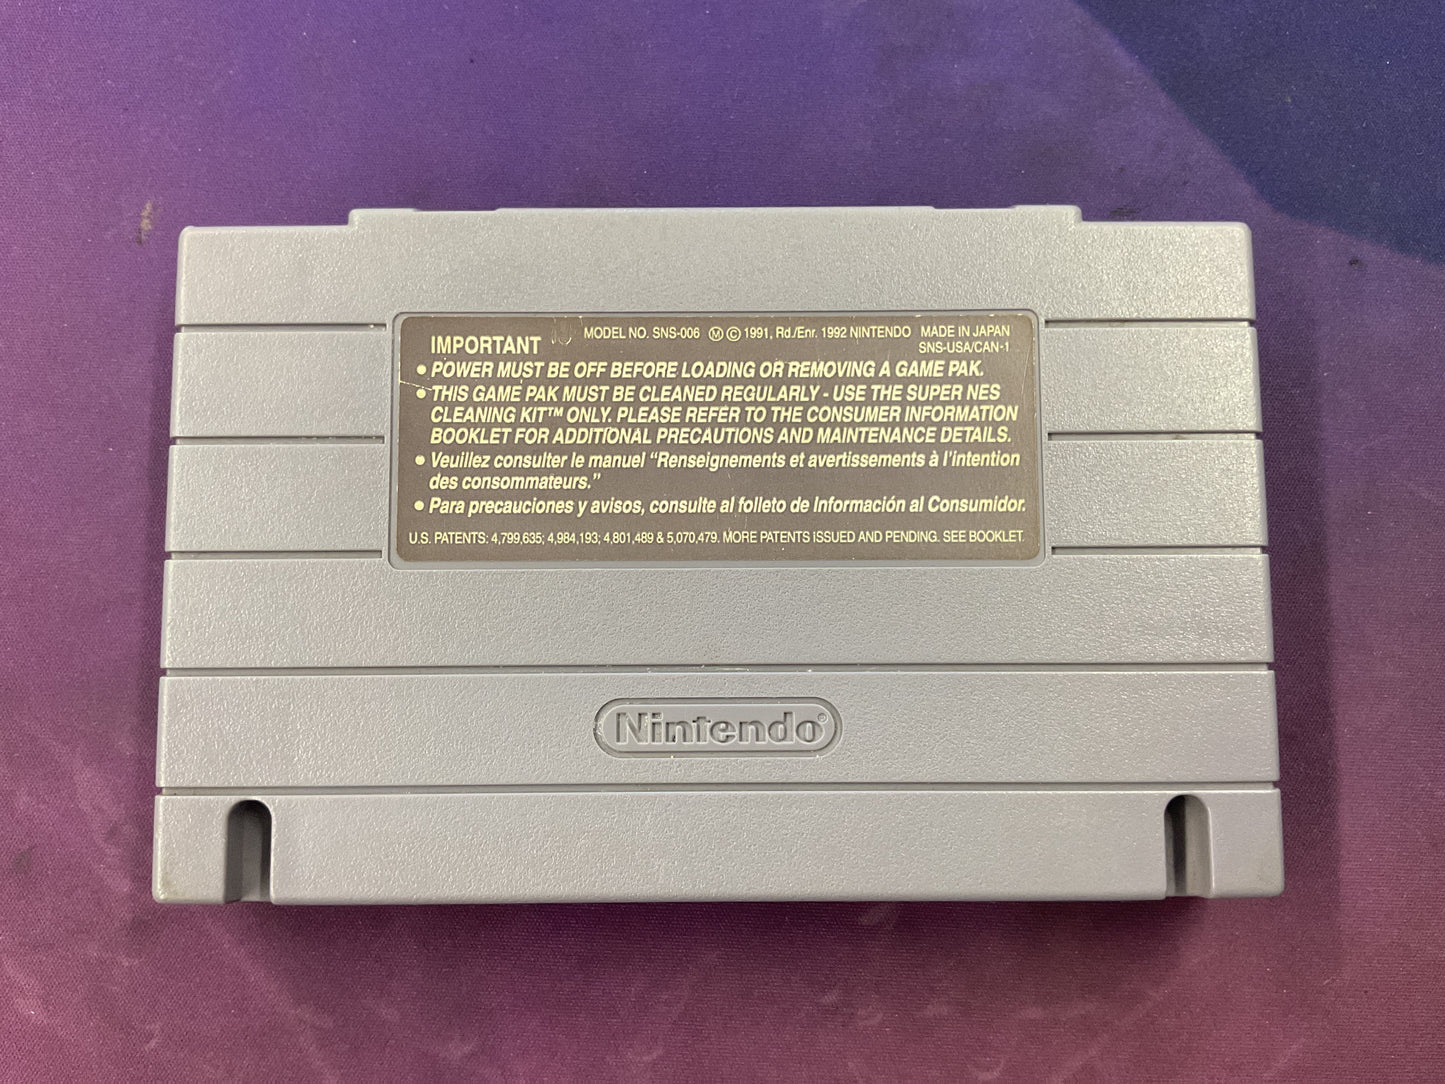 IMPORTANT MODEL NO. SNS-006 Ⓜ © 1991, Rd./Enr. 1992 NINTENDO MADE IN JAPAN
SNS-USA/CAN-1
● POWER MUST BE OFF BEFORE LOADING OR REMOVING A GAME PAK.
● THIS GAME PAK MUST BE CLEANED REGULARLY - USE THE SUPER NES
CLEANING KIT™ ONLY. PLEASE REFER TO THE CONSUMER INFORMATION
BOOKLET FOR ADDITIONAL PRECAUTIONS AND MAINTENANCE DETAILS.
● Veuillez consulter le manuel “Renseignements et avertissements à l’intention
des consommateurs.”
● Para precauciones y avisos, consulte al folleto de Información al Consumidor.
U.S. PATENTS: 4,799,635; 4,984,193; 4,801,489 & 5,070,479. MORE PATENTS ISSUED AND PENDING. SEE BOOKLET.
Nintendo®